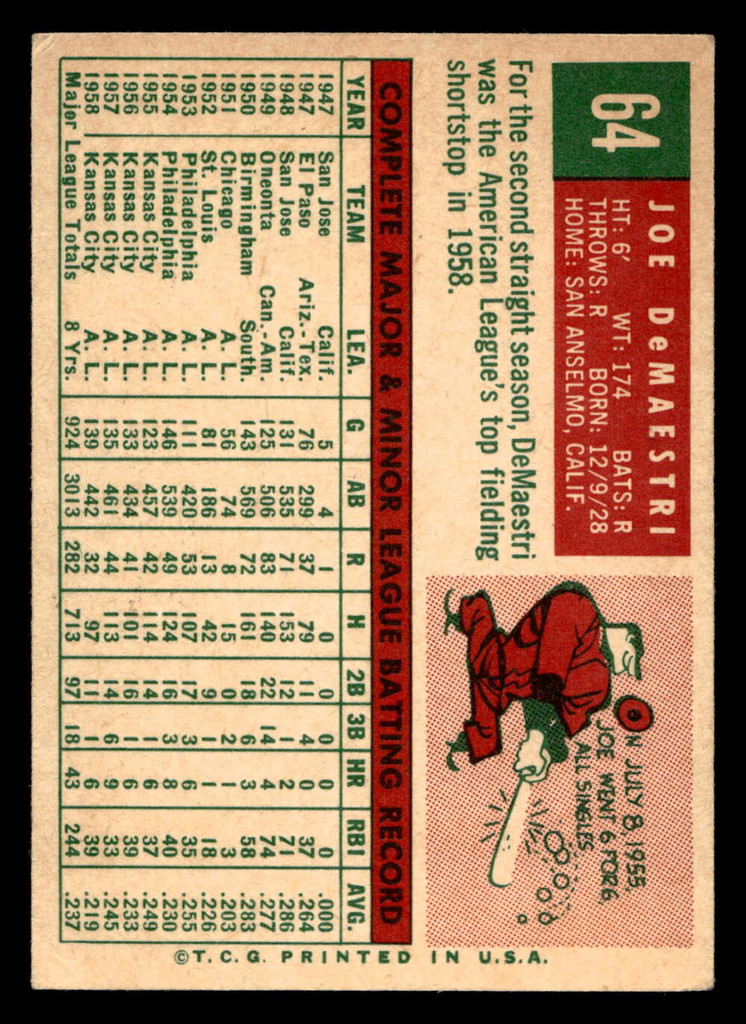 64
JOE DeMAESTRI
HT: 6' WT: 174 BATS: R
THROWS: R BORN: 12/9/28
HOME: SAN ANSELMO, CALIF.
For the second straight season, DeMaestri
was the American League's top fielding
shortstop in 1958.
ON JULY 8, 1955,
JOE WENT 6 FOR 6,
ALL SINGLES
COMPLETE MAJOR & MINOR LEAGUE BATTING RECORD
YEAR TEAM LEA. G AB R H 2B 3B HR RBI AVG.
1947 San Jose Calif. 5 4 1 0 0 0 0 0 .000
1947 El Paso Ariz.-Tex. 76 299 37 79 11 4 0 37 .264
1948 San Jose Calif. 131 535 71 153 12 1 2 71 .286
1949 Oneonta Can.-Am. 125 506 83 140 22 14 4 74 .277
1950 Birmingham South. 143 569 72 161 18 6 3 58 .283
1951 Chicago A. L. 56 74 8 15 0 2 1 3 .203
1952 St. Louis A. L. 81 186 13 42 9 1 1 18 .226
1953 Philadelphia A. L. 111 420 53 107 17 3 6 35 .255
1954 Philadelphia A. L. 146 539 49 124 16 3 8 40 .230
1955 Kansas City A. L. 123 457 42 114 14 1 6 37 .249
1956 Kansas City A. L. 133 434 41 101 16 1 6 39 .233
1957 Kansas City A. L. 135 461 44 113 14 6 9 33 .245
1958 Kansas City A. L. 139 442 32 97 11 1 6 39 .219
Major League Totals 8 Yrs. 924 3013 282 713 97 18 43 244 .237
©T.C.G. PRINTED IN U.S.A.